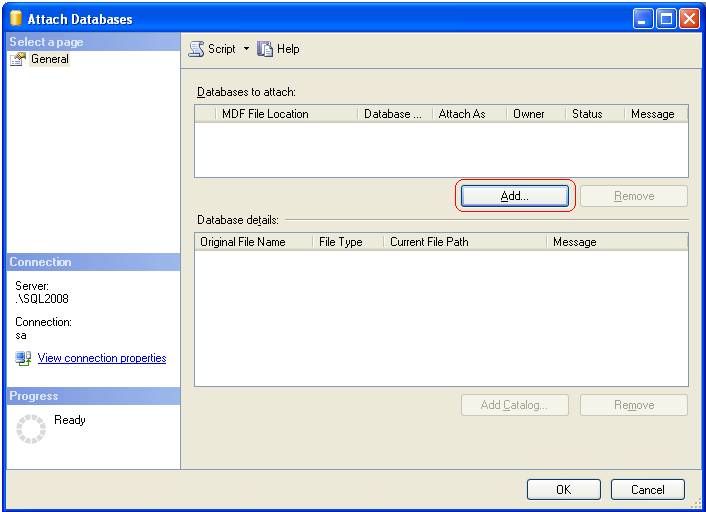 Attach Databases
Select a page
General
Script
Help
Databases to attach:
MDF File Location
Database ...
Attach As
Owner
Status
Message
Add...
Remove
Database details:
Original File Name
File Type
Current File Path
Message
Add Catalog...
Remove
Connection
Server:
.\SQL2008
Connection:
sa
View connection properties
Progress
Ready
OK
Cancel